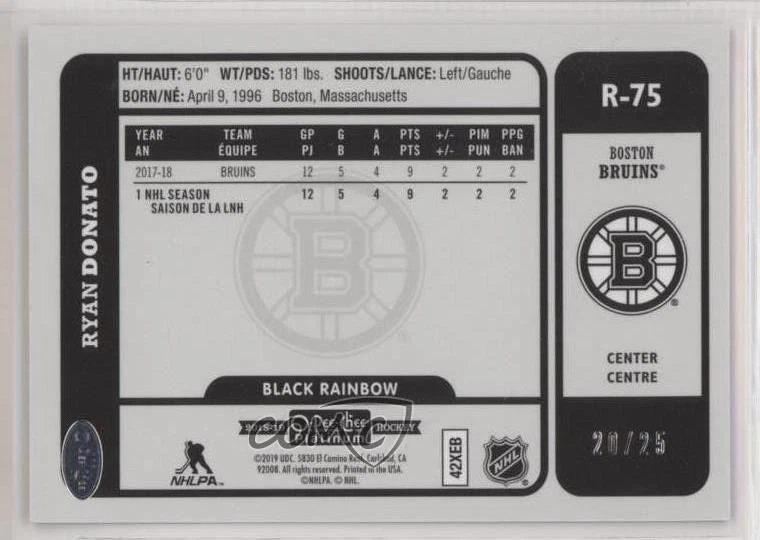 HT/HAUT: 6'0" WT/PDS: 181 lbs. SHOOTS/LANCE: Left/Gauche
BORN/NÉ: April 9, 1996 Boston, Massachusetts
YEAR TEAM GP G A PTS +/- PIM PPG
AN ÉQUIPE PJ B A PTS +/- PUN BAN
2017-18 BRUINS 12 5 4 9 2 2 2
1 NHL SEASON 12 5 4 9 2 2 2
SAISON DE LA LNH
RYAN DONATO
B
BLACK RAINBOW
2018-19 O-Pee-Chee HOCKEY
Platinum
©2019 UDC. 5830 El Camino Real, Carlsbad, CA
92008. All rights reserved. Printed in the USA.
©NHLPA. © NHL.
NHLPA
42XEB
NHL
R-75
BOSTON
BRUINS®
B
CENTER
CENTRE
20/25